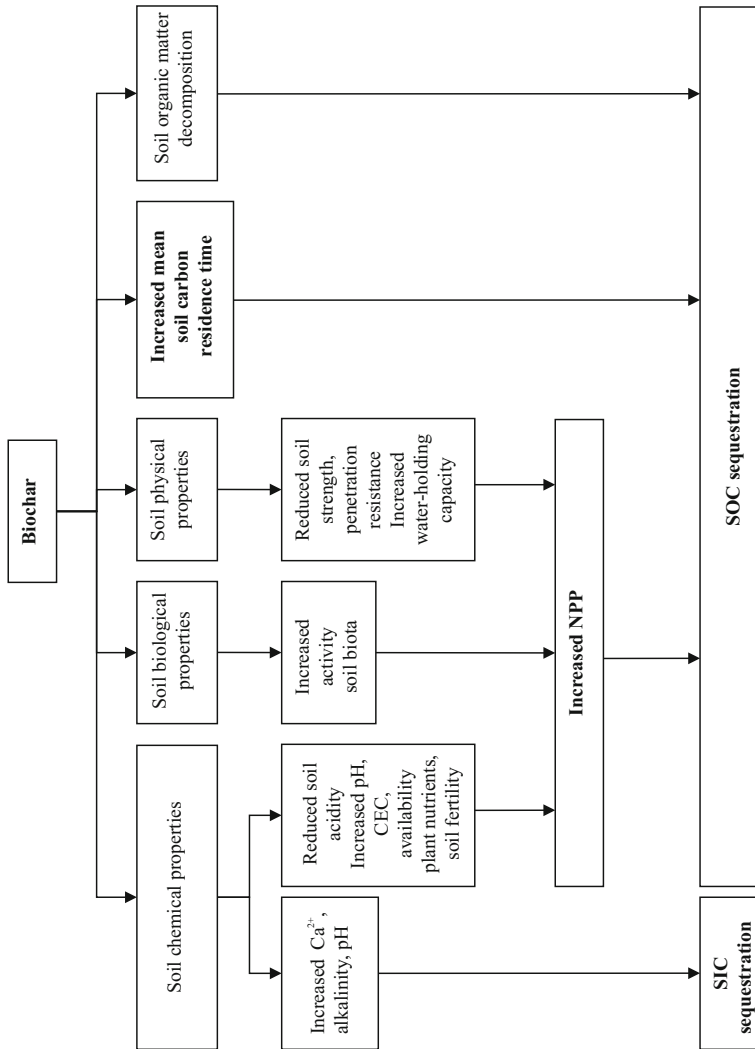 Biochar
Soil chemical properties
Soil biological
properties
Soil physical
properties
Increased mean
soil carbon
residence time
Soil organic matter
decomposition
Increased Ca²⁺,
alkalinity, pH
Reduced soil
acidity
Increased pH,
CEC,
availability
plant nutrients,
soil fertility
Increased
activity
soil biota
Reduced soil
strength,
penetration
resistance
Increased
water-holding
capacity
Increased NPP
SIC
sequestration
SOC sequestration